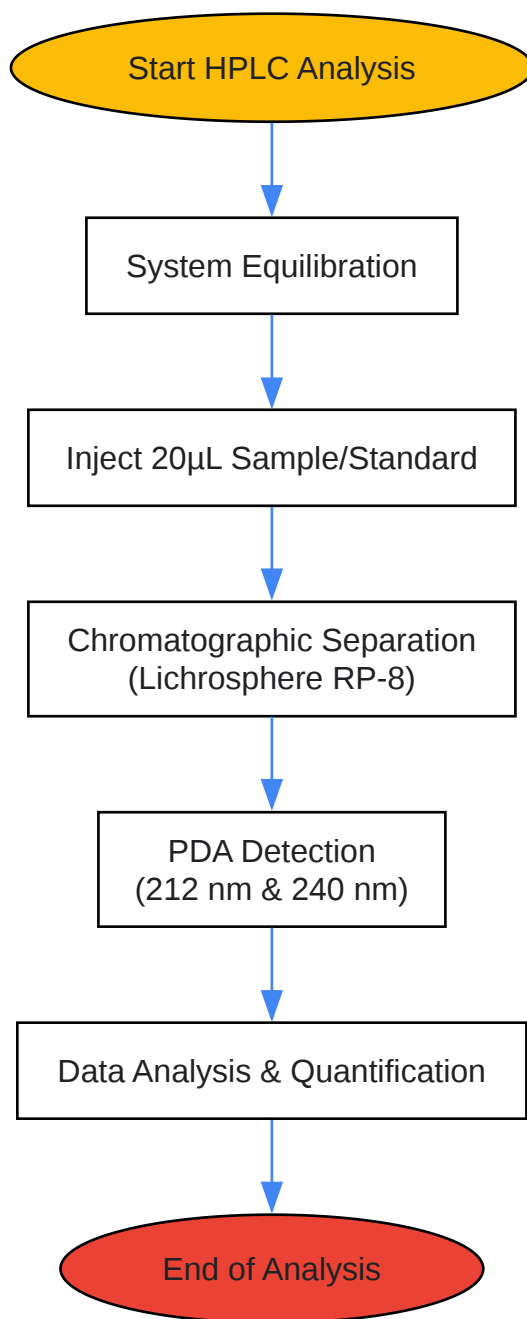 Start HPLC Analysis
System Equilibration
Inject 20µL Sample/Standard
Chromatographic Separation
(Lichrosphere RP-8)
PDA Detection
(212 nm & 240 nm)
Data Analysis & Quantification
End of Analysis